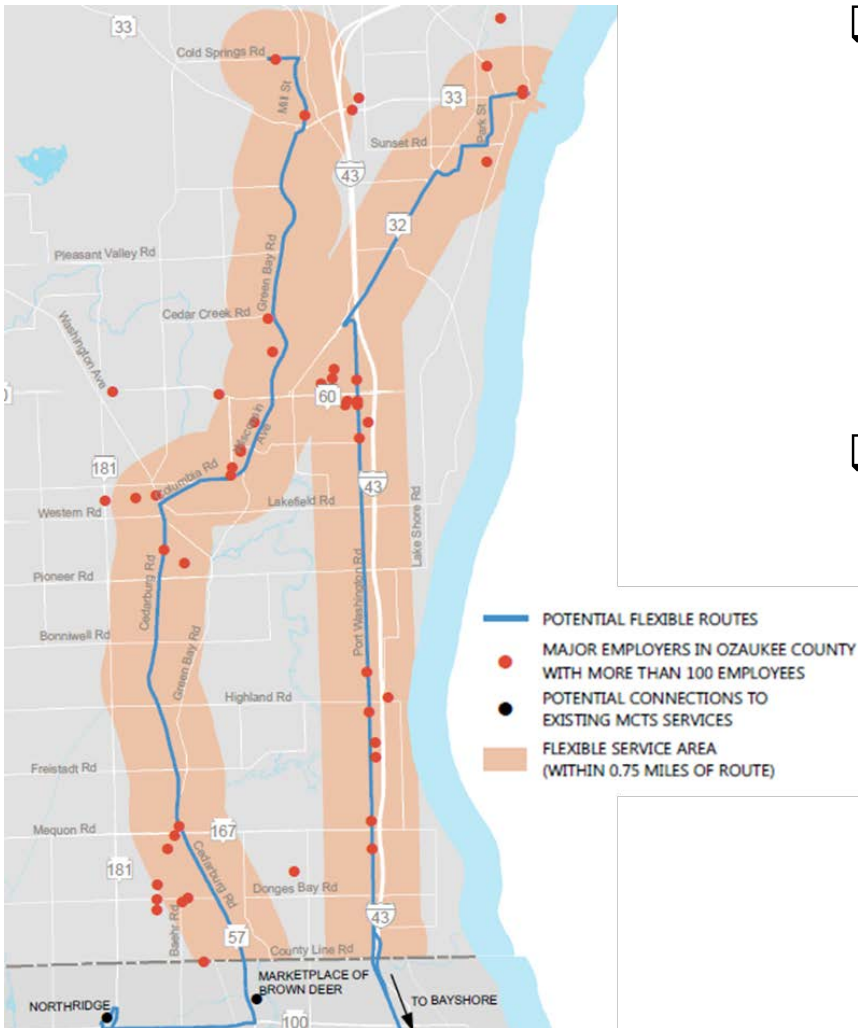 33
Cold Springs Rd
Mill St
33
Park St
Sunset Rd
43
32
Pleasant Valley Rd
Green Bay Rd
Cedar Creek Rd
Washington Ave
60
Wisconsin Ave
181
Columbia Rd
43
Western Rd
Lakefield Rd
Lake Shore Rd
Pioneer Rd
Cedarburg Rd
Port Washington Rd
Bonniwell Rd
Green Bay Rd
Highland Rd
Freistadt Rd
Mequon Rd
167
181
Cedarburg Rd
Donges Bay Rd
43
Baehr Rd
57
County Line Rd
MARKETPLACE OF
BROWN DEER
NORTHRIDGE
TO BAYSHORE
100
POTENTIAL FLEXIBLE ROUTES
MAJOR EMPLOYERS IN OZAUKEE COUNTY
WITH MORE THAN 100 EMPLOYEES
POTENTIAL CONNECTIONS TO
EXISTING MCTS SERVICES
FLEXIBLE SERVICE AREA
(WITHIN 0.75 MILES OF ROUTE)